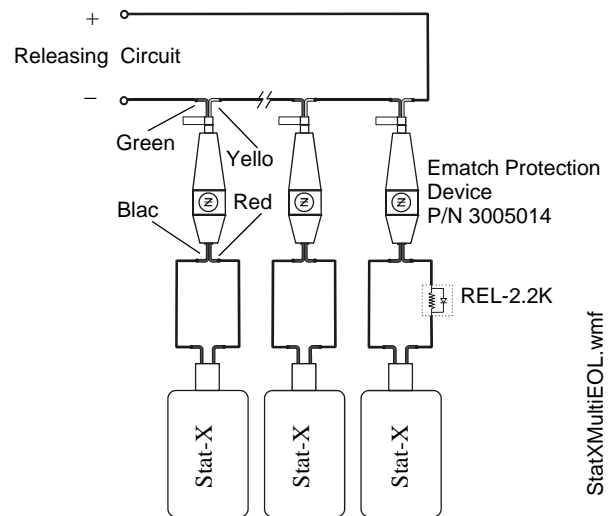 +
Releasing Circuit
−
Green
Yello
Blac
Red
Ematch Protection
Device
P/N 3005014
REL-2.2K
Stat-X
Stat-X
Stat-X
StatXMultiEOL.wmf